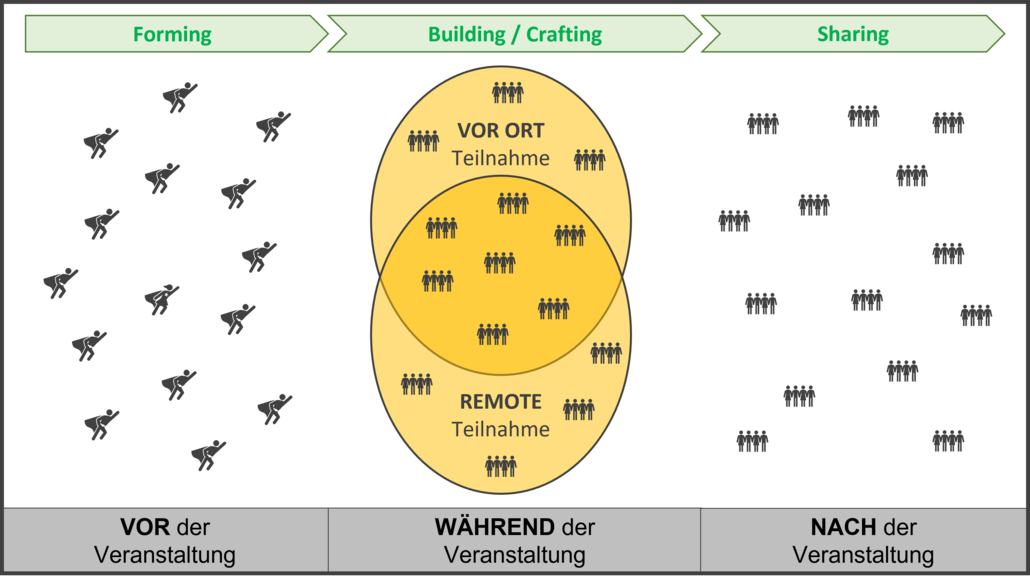 Forming
Building / Crafting
Sharing
VOR ORT
Teilnahme
REMOTE
Teilnahme
VOR der
Veranstaltung
WÄHREND der
Veranstaltung
NACH der
Veranstaltung